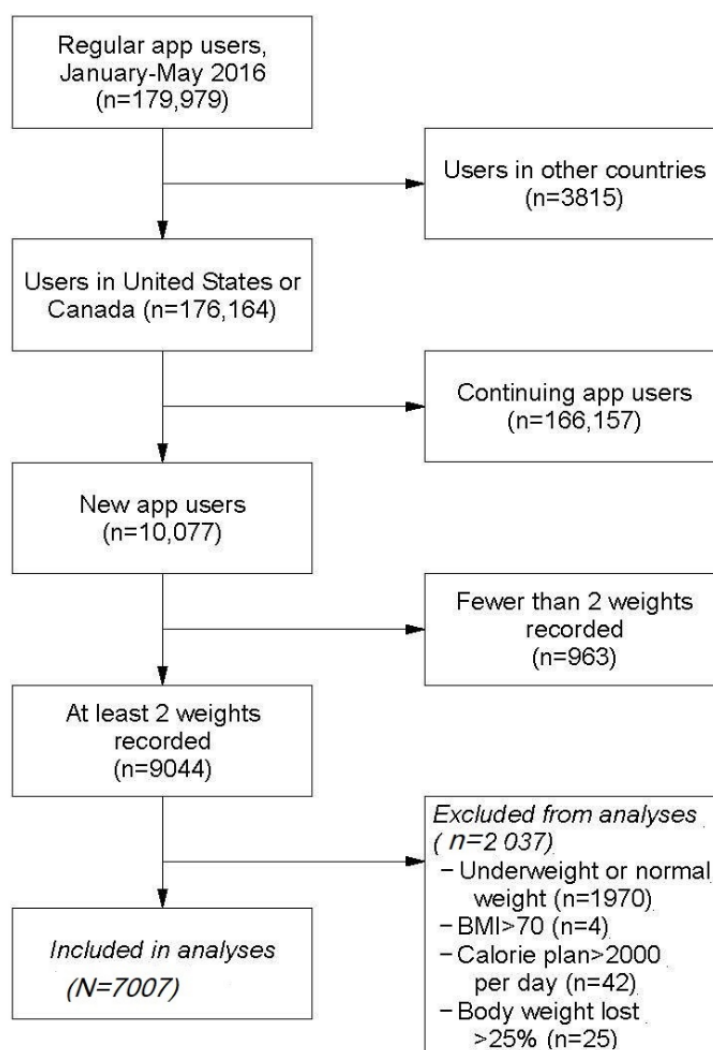 Regular app users,
January-May 2016
(n=179,979)
Users in other countries
(n=3815)
Users in United States or
Canada (n=176,164)
Continuing app users
(n=166,157)
New app users
(n=10,077)
Fewer than 2 weights
recorded
(n=963)
At least 2 weights
recorded
(n=9044)
Excluded from analyses
( n=2 037)
− Underweight or normal
weight (n=1970)
− BMI>70 (n=4)
− Calorie plan>2000
per day (n=42)
− Body weight lost
>25% (n=25)
Included in analyses
(N=7007)